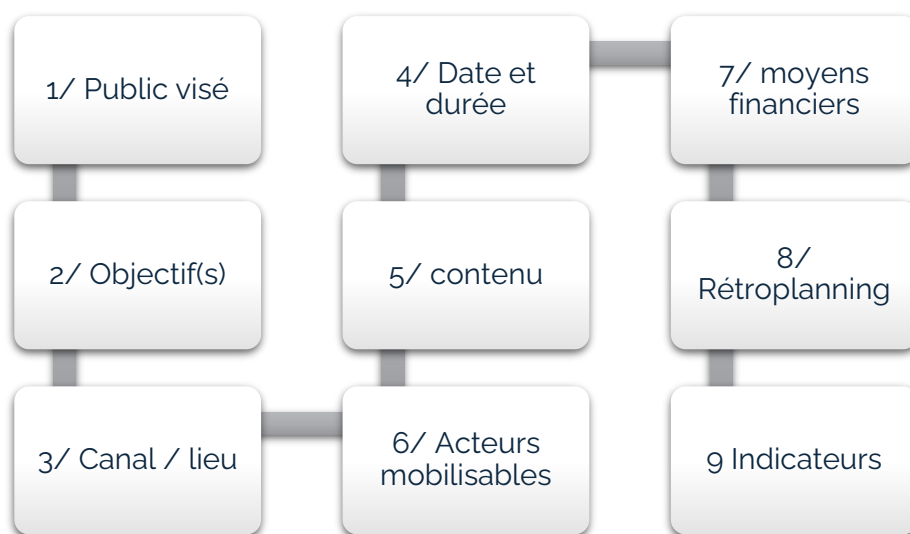 1/ Public visé
2/ Objectif(s)
3/ Canal / lieu
4/ Date et
durée
5/ contenu
6/ Acteurs
mobilisables
7/ moyens
financiers
8/
Rétroplanning
9 Indicateurs